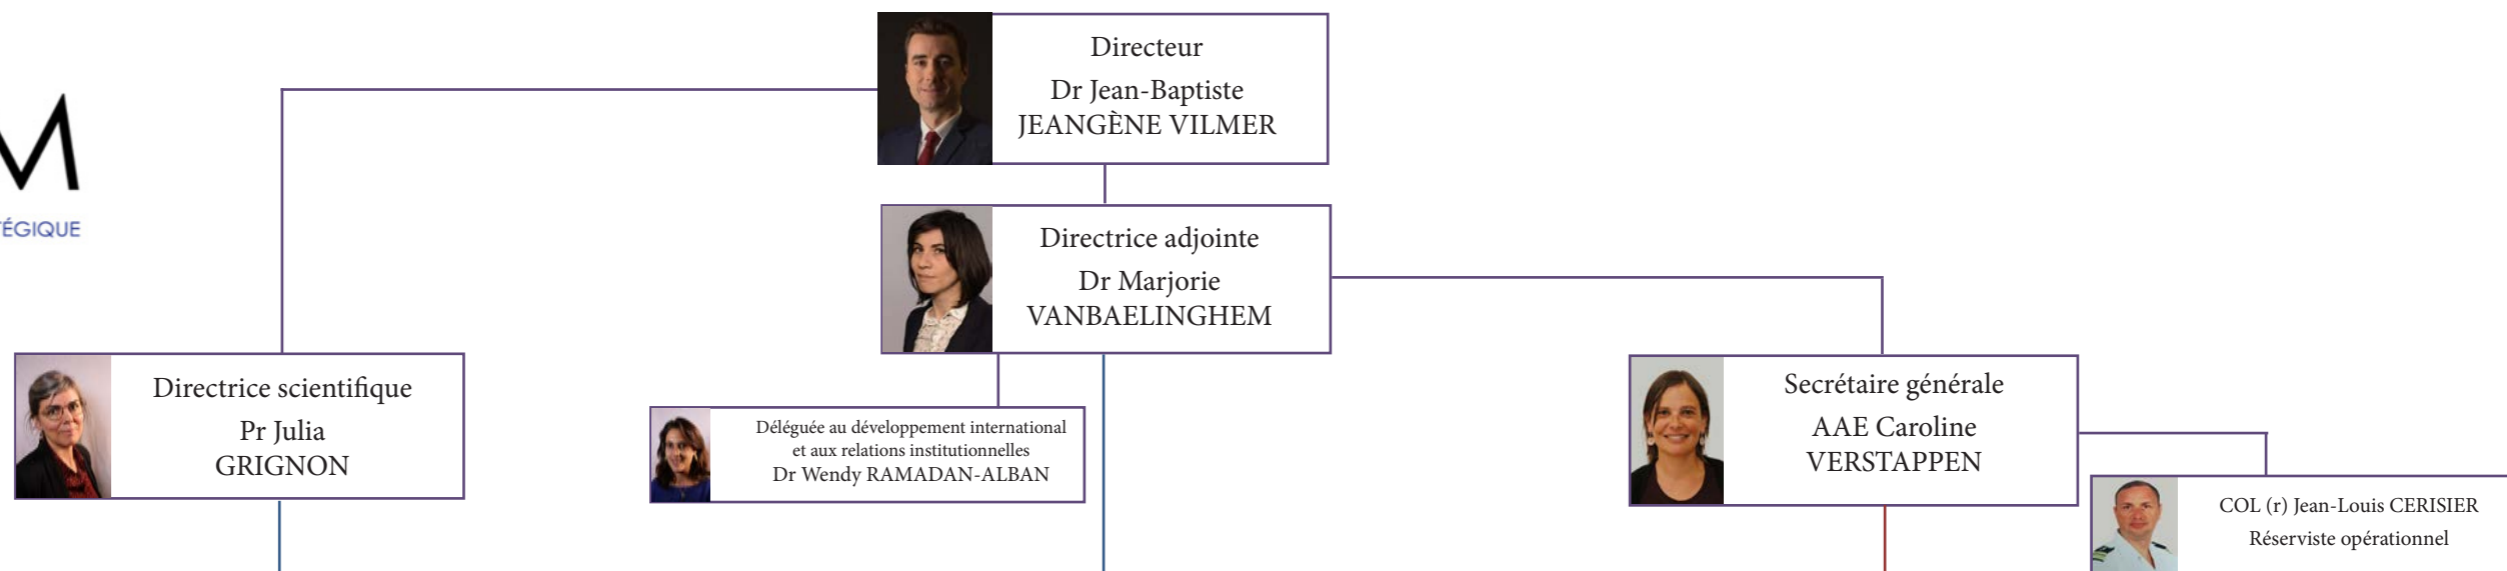 Directeur
Dr Jean-Baptiste
JEANGÈNE VILMER
M
TÉGIQUE
Directrice adjointe
Dr Marjorie
VANBAELINGHEM
Directrice scientifique
Pr Julia
GRIGNON
Déléguée au développement international
et aux relations institutionnelles
Dr Wendy RAMADAN-ALBAN
Secrétaire générale
AAE Caroline
VERSTAPPEN
COL (r) Jean-Louis CERISIER
Réserviste opérationnel